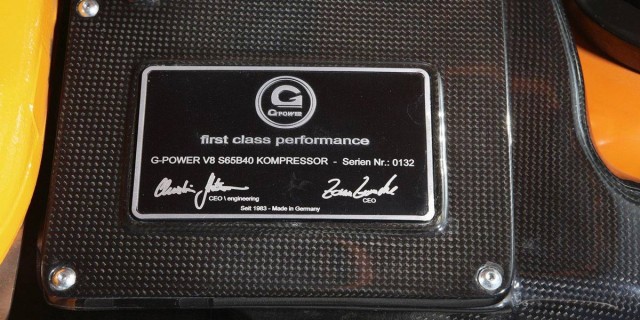 G
G-POWER
first class performance
G-POWER V8 S65B40 KOMPRESSOR - Serien Nr.: 0132
CEO \ engineering
CEO
Seit 1983 - Made in Germany